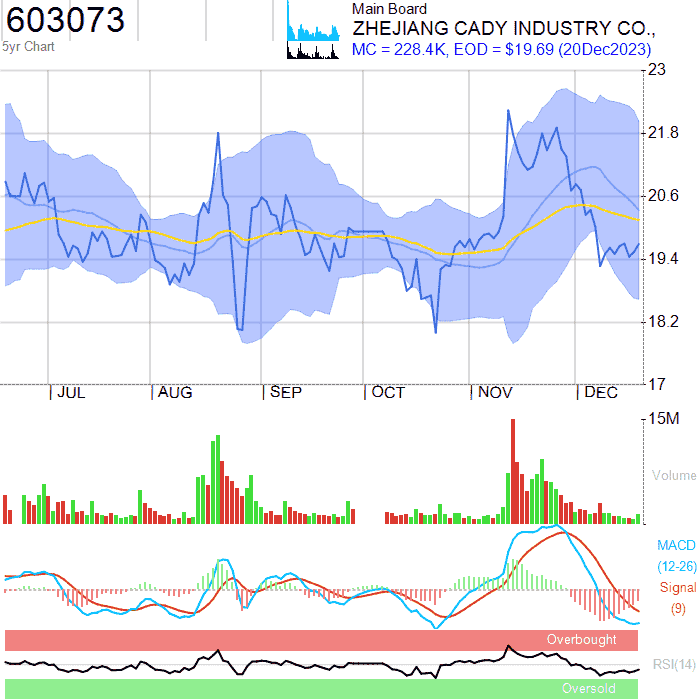 603073
5yr Chart
Main Board
ZHEJIANG CADY INDUSTRY CO.,
MC = 228.4K, EOD = $19.69 (20Dec2023)
23
21.8
20.6
19.4
18.2
17
JUL
AUG
SEP
OCT
NOV
DEC
15M
Volume
MACD
(12-26)
Signal
(9)
Overbought
RSI(14)
Oversold